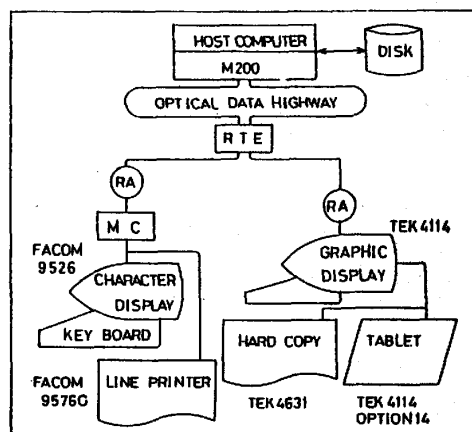 HOST COMPUTER
M200
DISK
OPTICAL DATA HIGHWAY
RTE
RA
RA
MC
FACOM
9526
CHARACTER
DISPLAY
KEY BOARD
TEK 4114
GRAPHIC
DISPLAY
FACOM
9576G
LINE PRINTER
HARD COPY
TABLET
TEK 4631
TEK 4114
OPTION 14